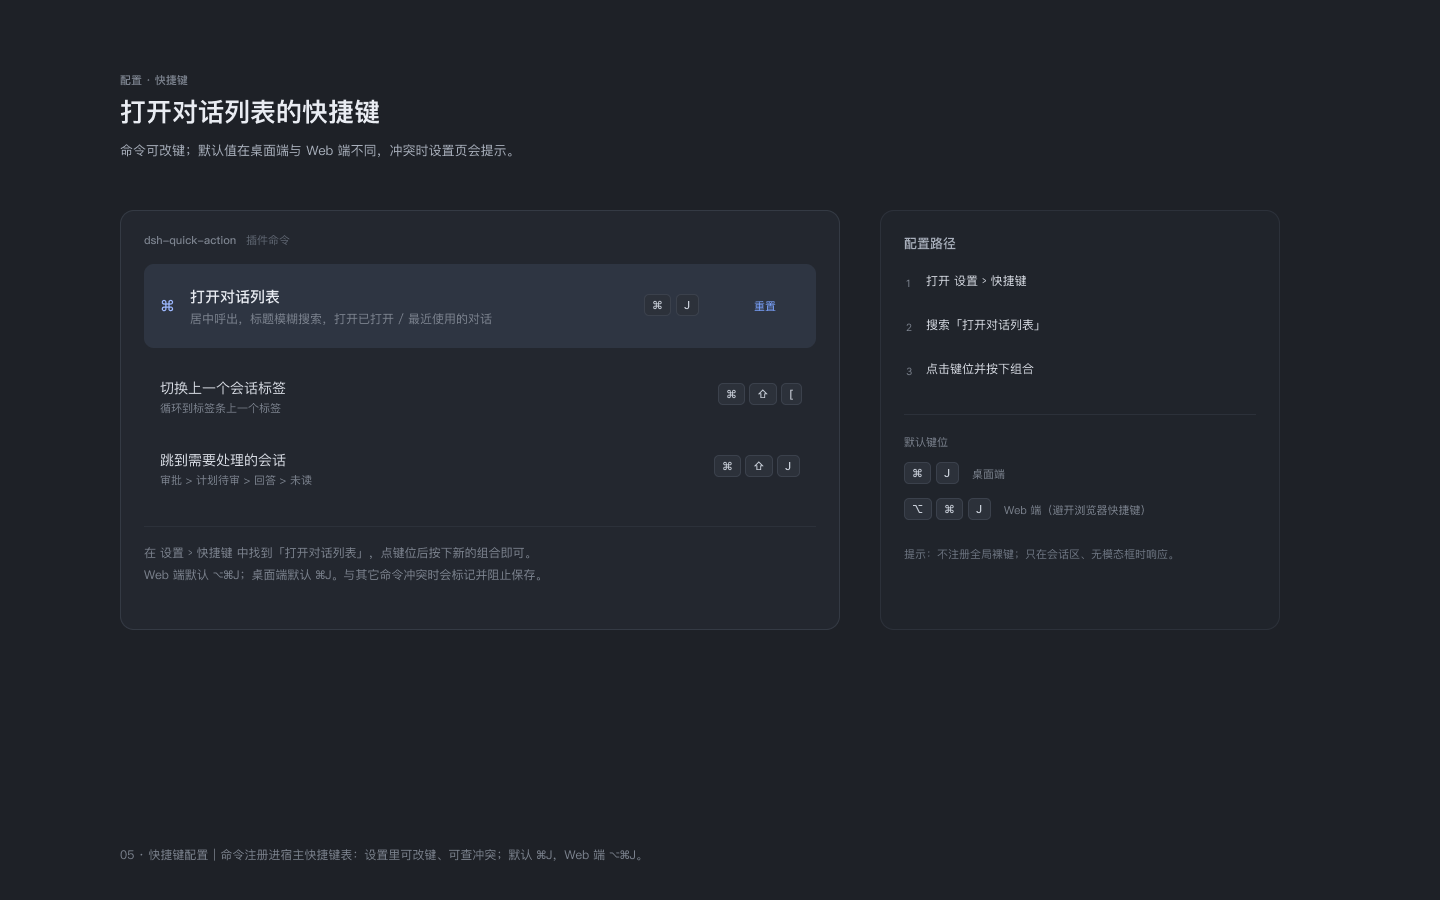 配置 · 快捷键
打开对话列表的快捷键
命令可改键；默认值在桌面端与 Web 端不同，冲突时设置页会提示。
dsh-quick-action 插件命令
⌘ 打开对话列表 ⌘ J 重置
居中呼出，标题模糊搜索，打开已打开 / 最近使用的对话
切换上一个会话标签 ⌘ ⇧ [
循环到标签条上一个标签
跳到需要处理的会话 ⌘ ⇧ J
审批 > 计划待审 > 回答 > 未读
在 设置 › 快捷键 中找到「打开对话列表」，点键位后按下新的组合即可。
Web 端默认 ⌥⌘J；桌面端默认 ⌘J。与其它命令冲突时会标记并阻止保存。
配置路径
1 打开 设置 › 快捷键
2 搜索「打开对话列表」
3 点击键位并按下组合
默认键位
⌘ J 桌面端
⌥ ⌘ J Web 端（避开浏览器快捷键）
提示：不注册全局裸键；只在会话区、无模态框时响应。
05 · 快捷键配置｜命令注册进宿主快捷键表：设置里可改键、可查冲突；默认 ⌘J，Web 端 ⌥⌘J。